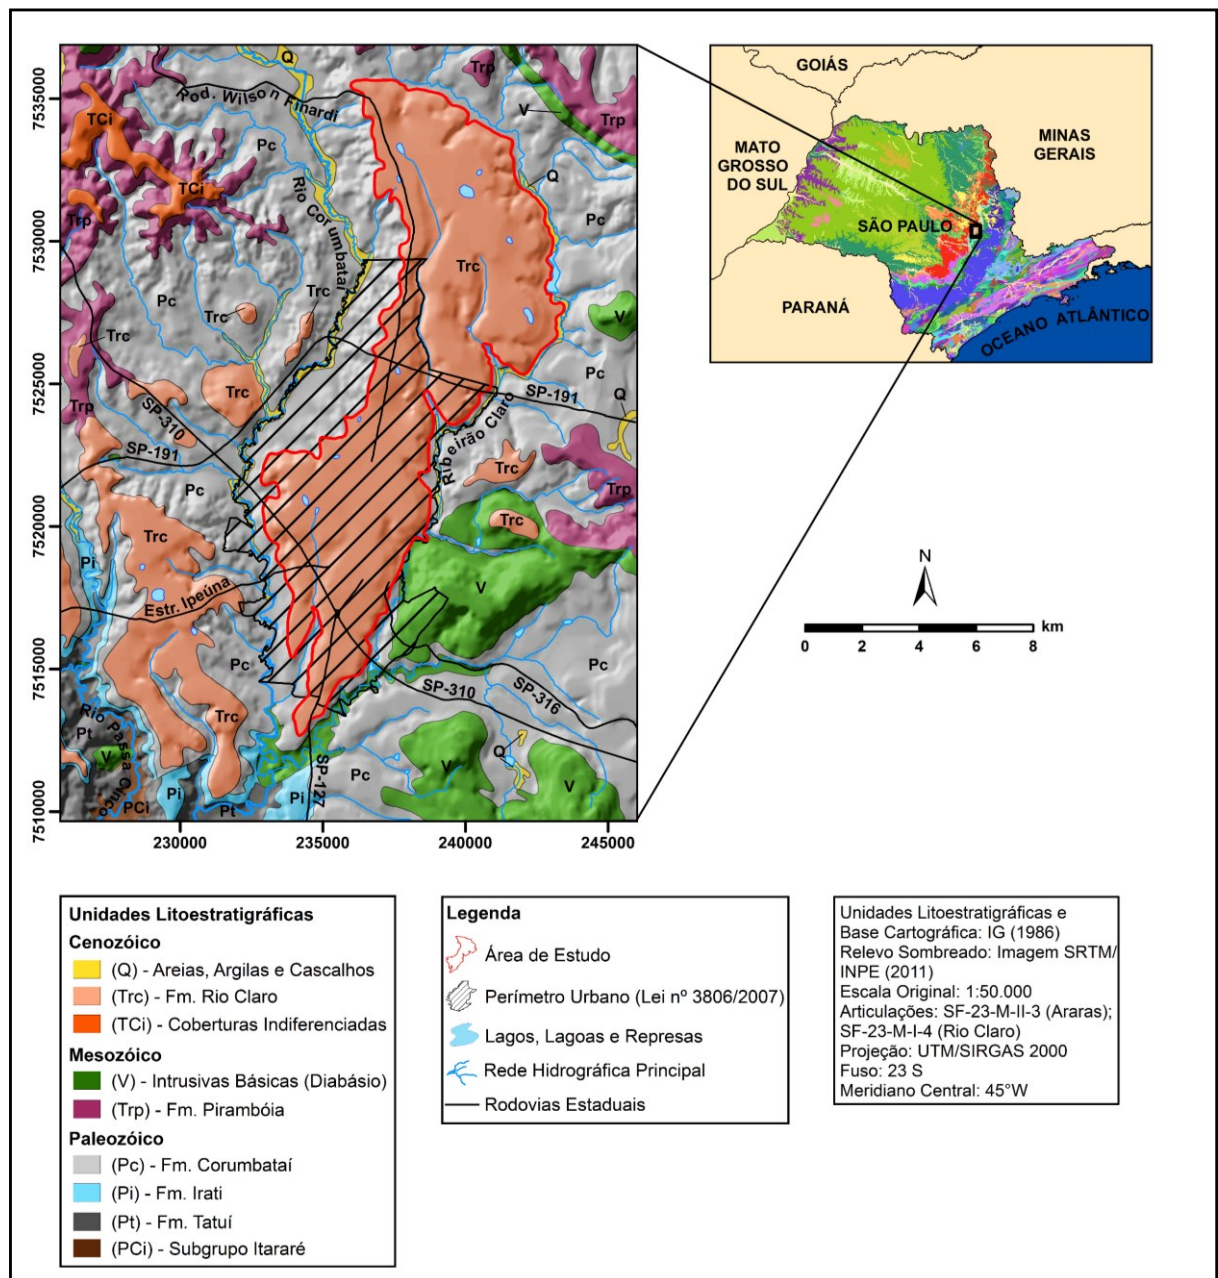 Q
Trp
Rod. Wilson Finardi
7535000
TCi
V
Trp
Pc
Q
TCi
Rio Corumbataí
Pc
Trp
7530000
Trc
Pc
Trc
Trc
V
Trc
Pc
7525000
Trc
SP-191
Q
Trp
SP-310
Ribeirão Claro
SP-191
Trc
Pc
Trp
7520000
Trc
Trc
Pi
V
Estr. Ipeúna
7515000
Pc
Pc
SP-310
SP-316
Rio Passa Cinco
Trc
Pt
Q
V
SP-127
Pc
V
V
Pi
PCi
Pi
Pt
7510000
230000
235000
240000
245000
GOIÁS
MATO
GROSSO
DO SUL
MINAS
GERAIS
SÃO PAULO
PARANÁ
OCEANO ATLÂNTICO
N
km
0 2 4 6 8
Unidades Litoestratigráficas
Cenozóico
(Q) - Areias, Argilas e Cascalhos
(Trc) - Fm. Rio Claro
(TCi) - Coberturas Indiferenciadas
Mesozóico
(V) - Intrusivas Básicas (Diabásio)
(Trp) - Fm. Pirambóia
Paleozóico
(Pc) - Fm. Corumbataí
(Pi) - Fm. Irati
(Pt) - Fm. Tatuí
(PCi) - Subgrupo Itararé
Legenda
Área de Estudo
Perímetro Urbano (Lei nº 3806/2007)
Lagos, Lagoas e Represas
Rede Hidrográfica Principal
Rodovias Estaduais
Unidades Litoestratigráficas e
Base Cartográfica: IG (1986)
Relevo Sombreado: Imagem SRTM/
INPE (2011)
Escala Original: 1:50.000
Articulações: SF-23-M-II-3 (Araras);
SF-23-M-I-4 (Rio Claro)
Projeção: UTM/SIRGAS 2000
Fuso: 23 S
Meridiano Central: 45°W